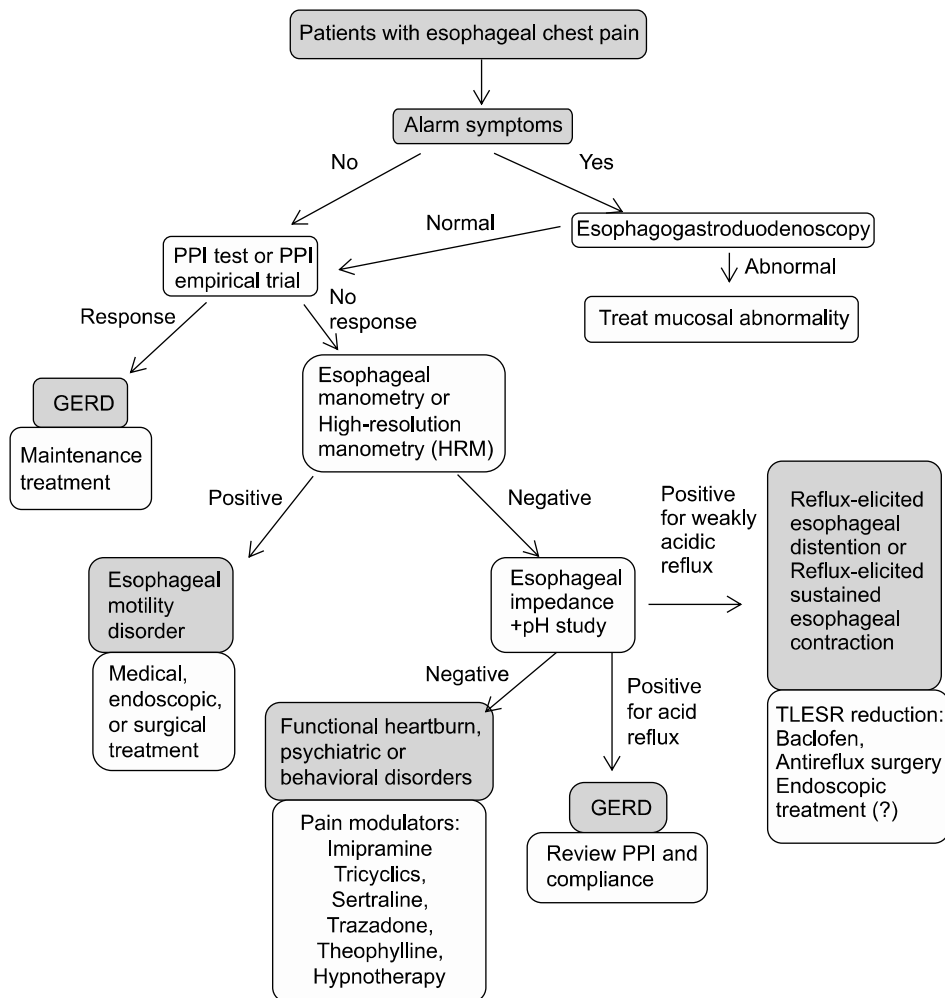 Patients with esophageal chest pain
Alarm symptoms
No
Yes
Normal
Esophagogastroduodenoscopy
PPI test or PPI
empirical trial
Abnormal
Treat mucosal abnormality
Response
No
response
GERD
Maintenance
treatment
Esophageal
manometry or
High-resolution
manometry (HRM)
Positive
Negative
Positive
for weakly
acidic
reflux
Reflux-elicited
esophageal
distention or
Reflux-elicited
sustained
esophageal
contraction
TLESR reduction:
Baclofen,
Antireflux surgery
Endoscopic
treatment (?)
Esophageal
motility
disorder
Medical,
endoscopic,
or surgical
treatment
Esophageal
impedance
+pH study
Negative
Positive
for acid
reflux
Functional heartburn,
psychiatric or
behavioral disorders
Pain modulators:
Imipramine
Tricyclics,
Sertraline,
Trazadone,
Theophylline,
Hypnotherapy
GERD
Review PPI and
compliance